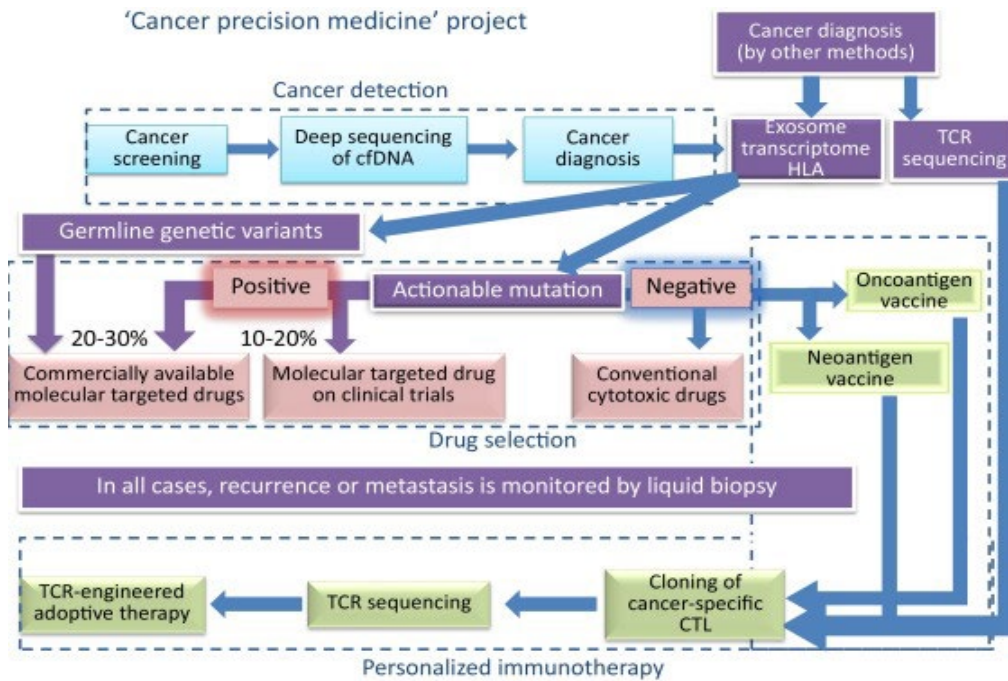 ‘Cancer precision medicine’ project
Cancer diagnosis
(by other methods)
Cancer detection
Cancer
screening
Deep sequencing
of cfDNA
Cancer
diagnosis
Exosome
transcriptome
HLA
TCR
sequencing
Germline genetic variants
Positive
Actionable mutation
Negative
Oncoantigen
vaccine
Neoantigen
vaccine
20-30%
10-20%
Commercially available
molecular targeted drugs
Molecular targeted drug
on clinical trials
Conventional
cytotoxic drugs
Drug selection
In all cases, recurrence or metastasis is monitored by liquid biopsy
TCR-engineered
adoptive therapy
TCR sequencing
Cloning of
cancer-specific
CTL
Personalized immunotherapy